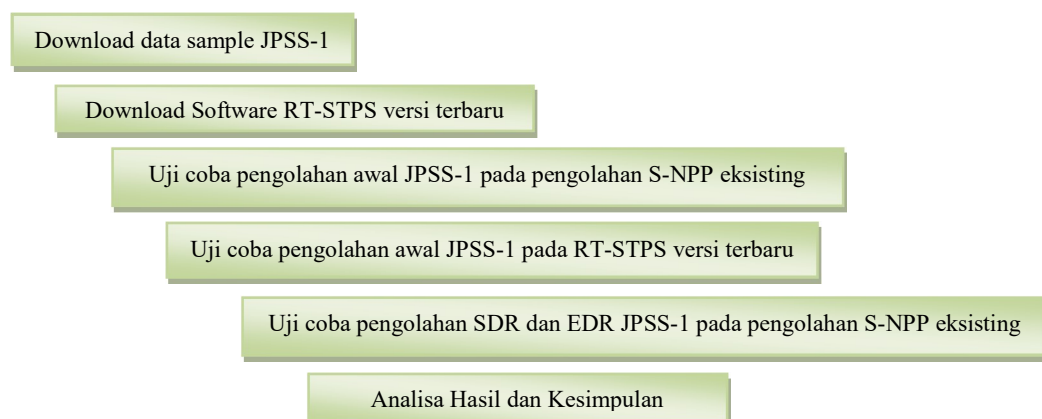 Download data sample JPSS-1
Download Software RT-STPS versi terbaru
Uji coba pengolahan awal JPSS-1 pada pengolahan S-NPP eksisting
Uji coba pengolahan awal JPSS-1 pada RT-STPS versi terbaru
Uji coba pengolahan SDR dan EDR JPSS-1 pada pengolahan S-NPP eksisting
Analisa Hasil dan Kesimpulan